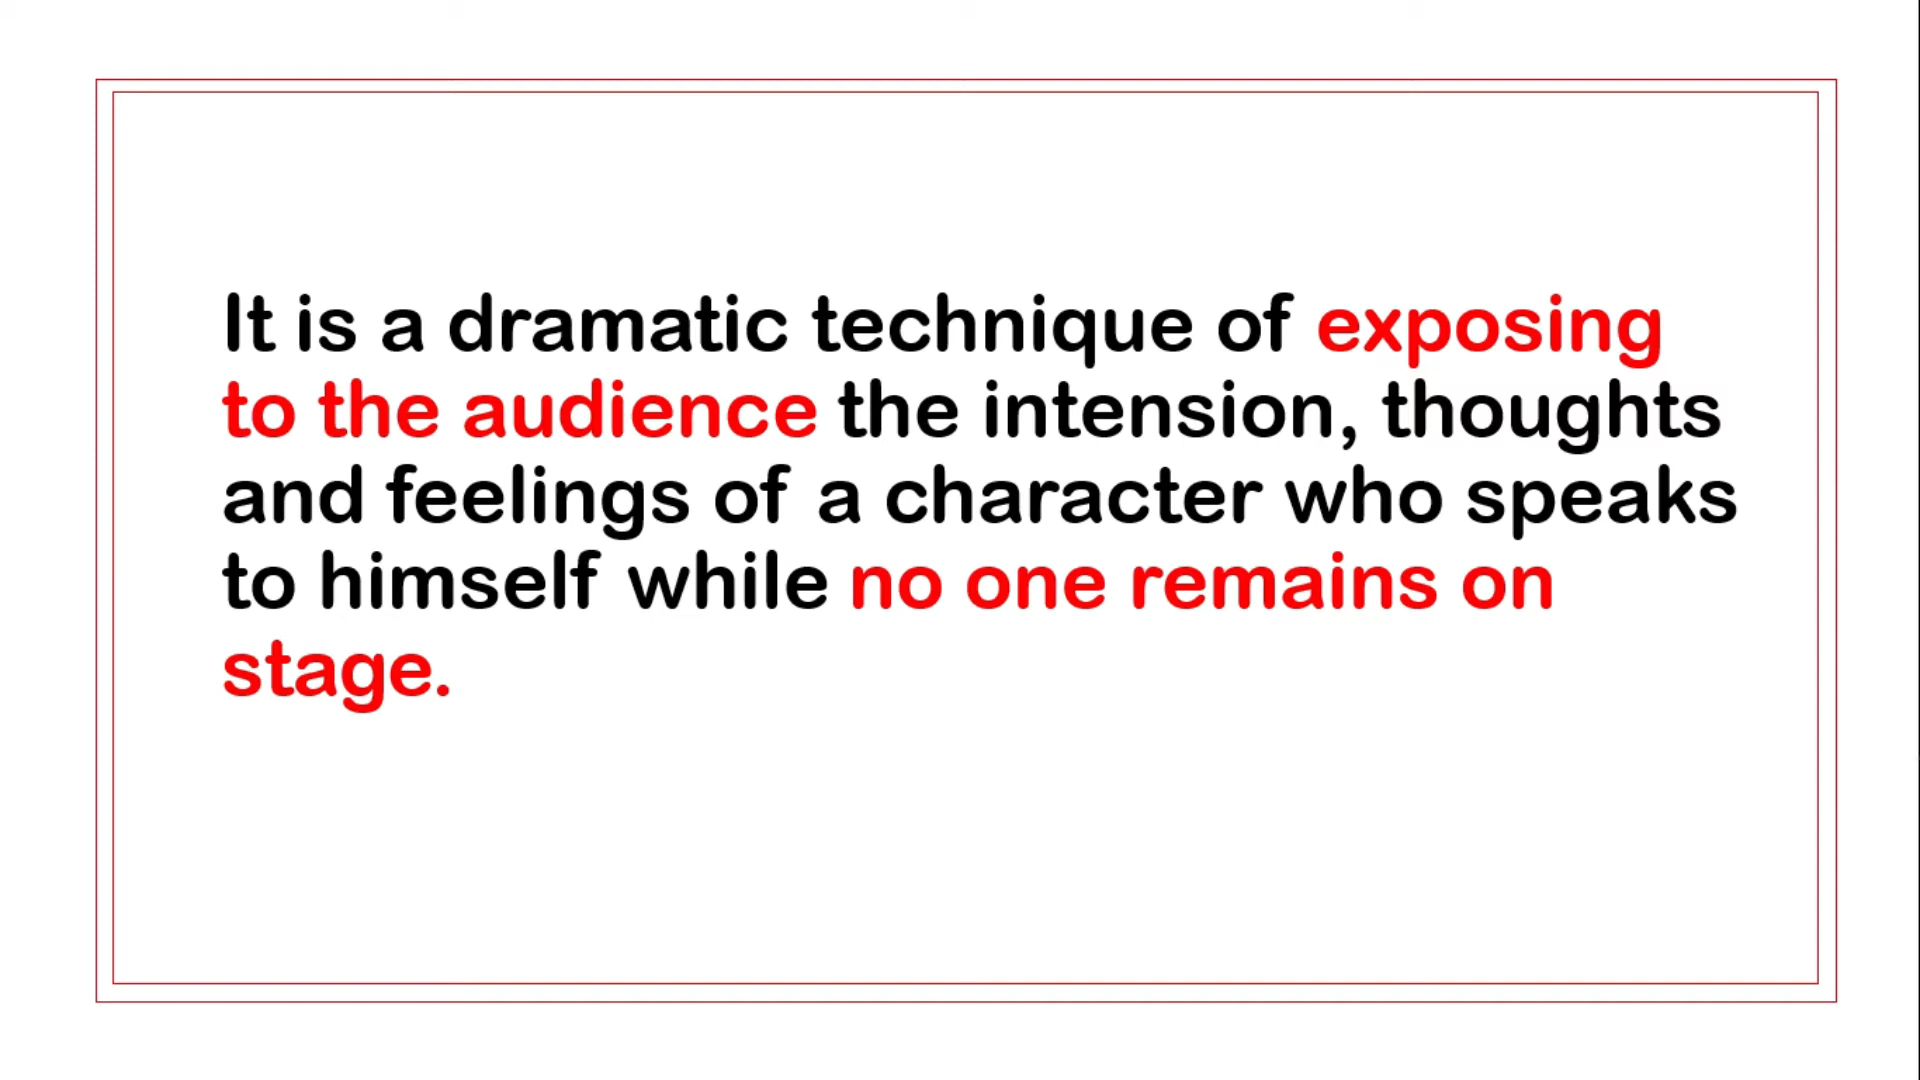 It is a dramatic technique of exposing
to the audience the intension, thoughts
and feelings of a character who speaks
to himself while no one remains on
stage.